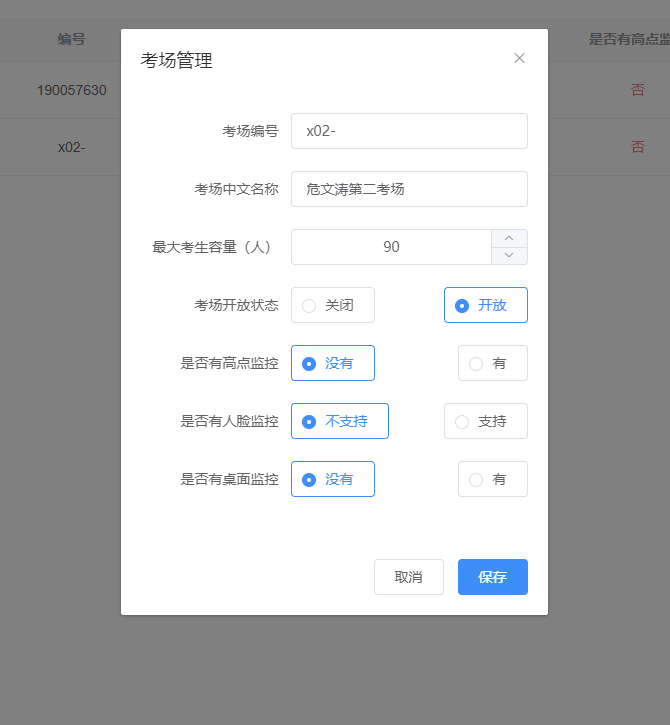 编号
是否有高点监
190057630
否
x02-
否
考场管理
考场编号 x02-
考场中文名称 危文涛第二考场
最大考生容量（人） 90
考场开放状态 关闭 开放
是否有高点监控 没有 有
是否有人脸监控 不支持 支持
是否有桌面监控 没有 有
取消 保存